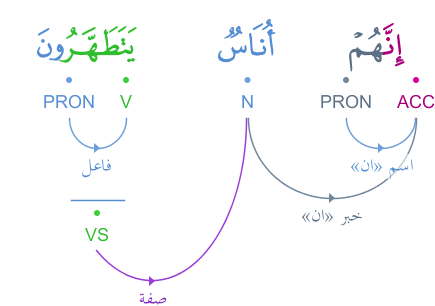 إِنَّهُمْ أُنَاسٌ يَتَطَهَّرُونَ
ACC PRON N V PRON
اسم «ان» فاعل
خبر «ان»
VS
صفة